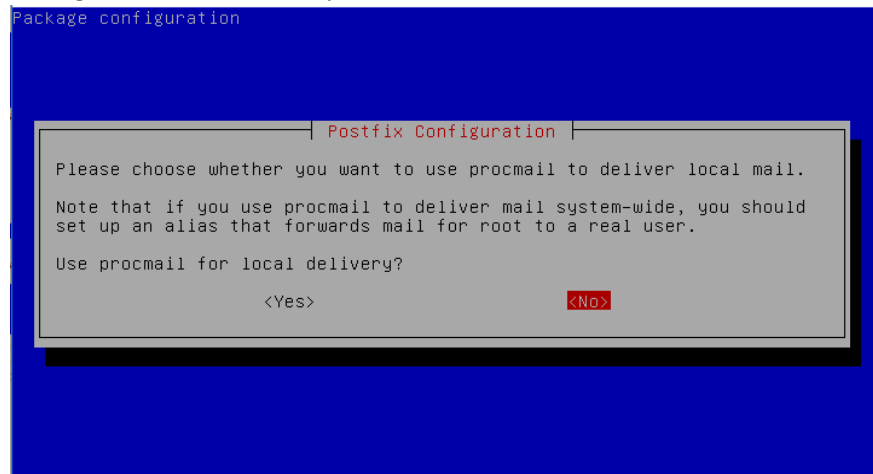 Package configuration
Postfix Configuration
Please choose whether you want to use procmail to deliver local mail.
Note that if you use procmail to deliver mail system-wide, you should
set up an alias that forwards mail for root to a real user.
Use procmail for local delivery?
<Yes> <No>